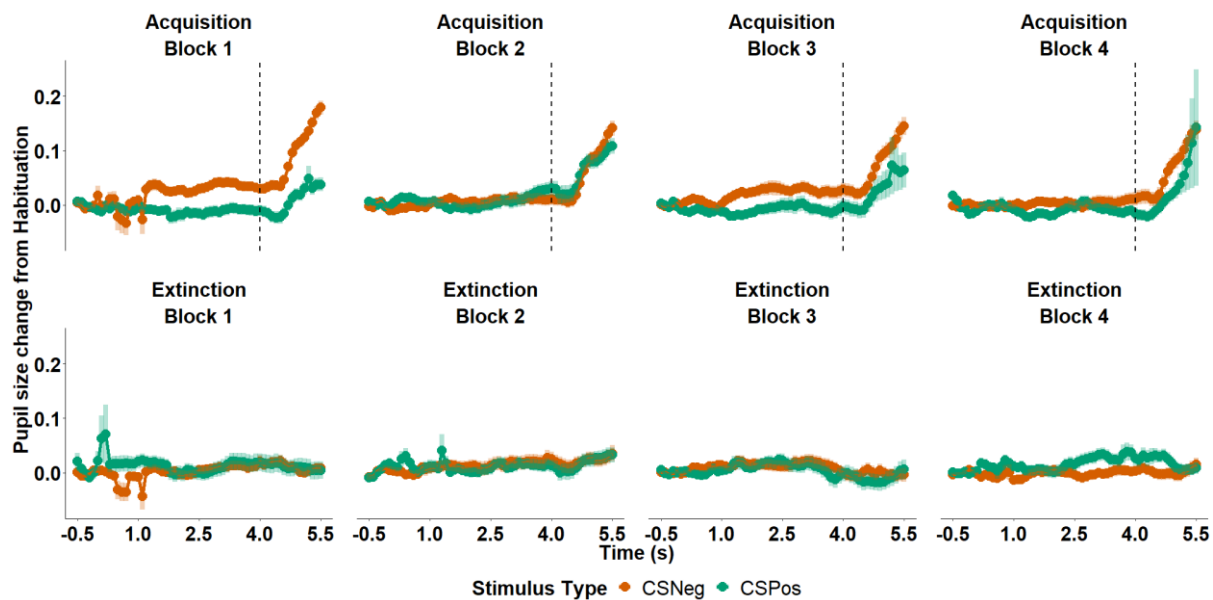 Acquisition Acquisition Acquisition Acquisition
Block 1 Block 2 Block 3 Block 4
0.2
0.1
0.0
Pupil size change from Habituation
Extinction Extinction Extinction Extinction
Block 1 Block 2 Block 3 Block 4
0.2
0.1
0.0
-0.5 1.0 2.5 4.0 5.5 -0.5 1.0 2.5 4.0 5.5 -0.5 1.0 2.5 4.0 5.5 -0.5 1.0 2.5 4.0 5.5
Time (s)
Stimulus Type CSNeg CSPos